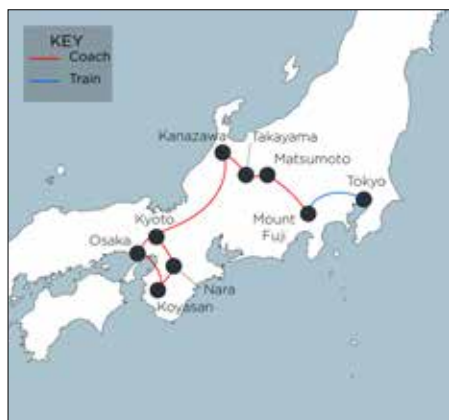 KEY
Coach
Train
Kanazawa
Takayama
Matsumoto
Tokyo
Kyoto
Mount
Fuji
Osaka
Nara
Koyasan